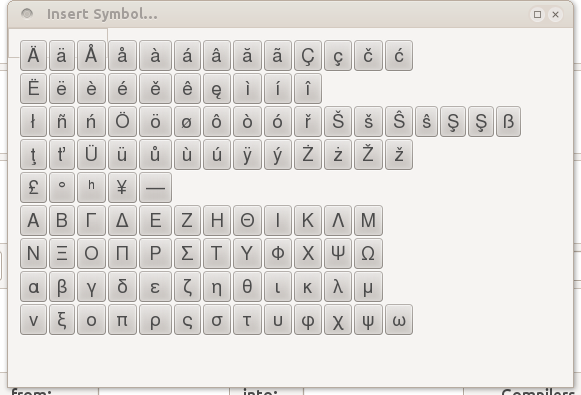 Insert Symbol...
Ä ä Å å à á â ă ã Ç ç č ć
Ë ë è é ě ê ę ì í î
ł ñ ń Ö ö ø ô ò ó ř Š š Ŝ ŝ Ş Ş ß
ţ ť Ü ü ů ù ú ÿ ý Ż ż Ž ž
£ ° ʰ ¥ —
Α Β Γ Δ Ε Ζ Η Θ Ι Κ Λ Μ
Ν Ξ Ο Π Ρ Σ Τ Υ Φ Χ Ψ Ω
α β γ δ ε ζ η θ ι κ λ μ
ν ξ ο π ρ ς σ τ υ φ χ ψ ω
from: into: Compilers